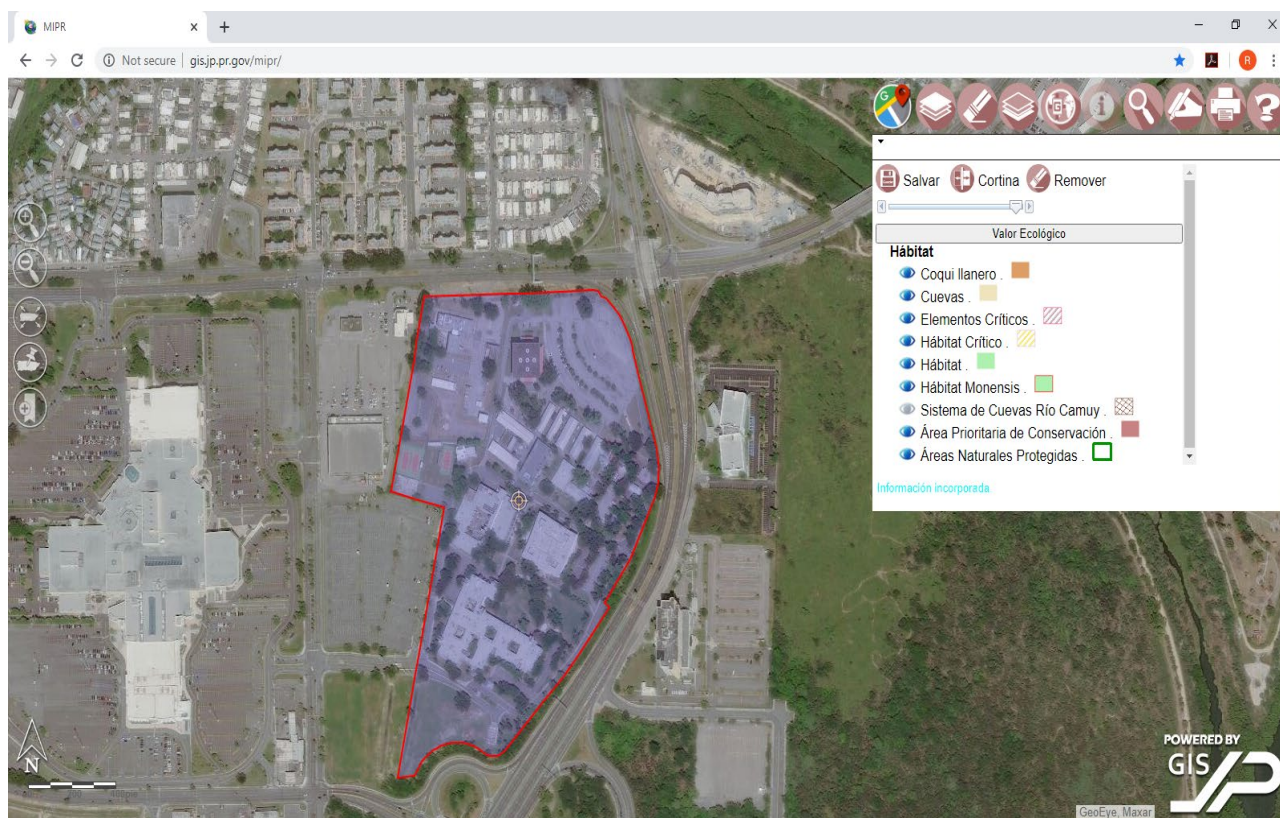 MIPR
Not secure
gis.jp.pr.gov/mipr/
R
G
G
i
?
Salvar
Cortina
Remover
Valor Ecológico
Hábitat
Coqui llanero .
Cuevas .
Elementos Críticos .
Hábitat Crítico .
Hábitat .
Hábitat Monensis .
Sistema de Cuevas Río Camuy .
Área Prioritaria de Conservación .
Áreas Naturales Protegidas .
Información incorporada
N
POWERED BY
GIS JP
GeoEye, Maxar